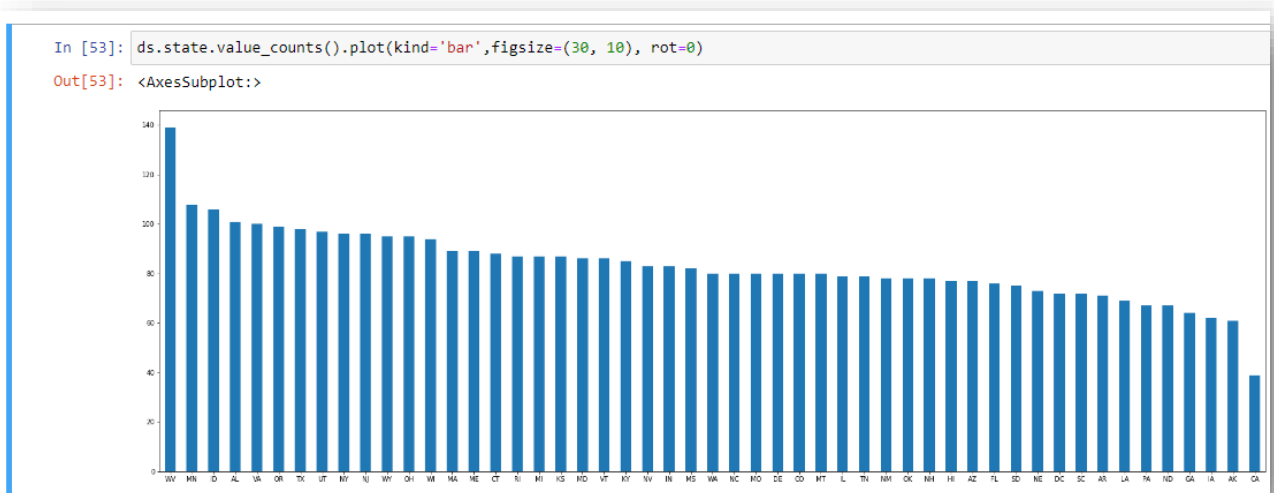 In [53]: ds.state.value_counts().plot(kind='bar',figsize=(30, 10), rot=0)
Out[53]: <AxesSubplot:>
140
120
100
80
60
40
20
0
WV MN ID AL VA OR TX UT NY NJ WY OH WI MA ME CT RI MI KS MD VT KY NV IN MS WA NC MO DE CO MT IL TN NM OK NH HI AZ FL SD NE DC SC AR LA PA ND GA IA AK CA